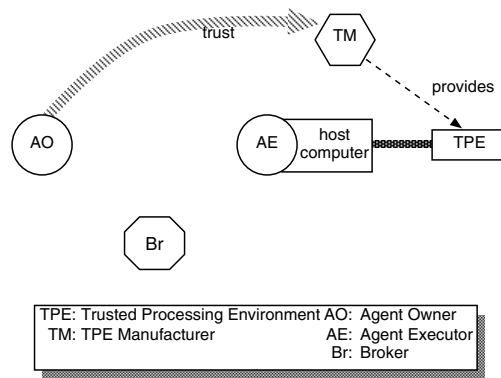 trust
TM
provides
AO
AE
host
computer
TPE
Br
TPE: Trusted Processing Environment AO: Agent Owner
TM: TPE Manufacturer AE: Agent Executor
Br: Broker